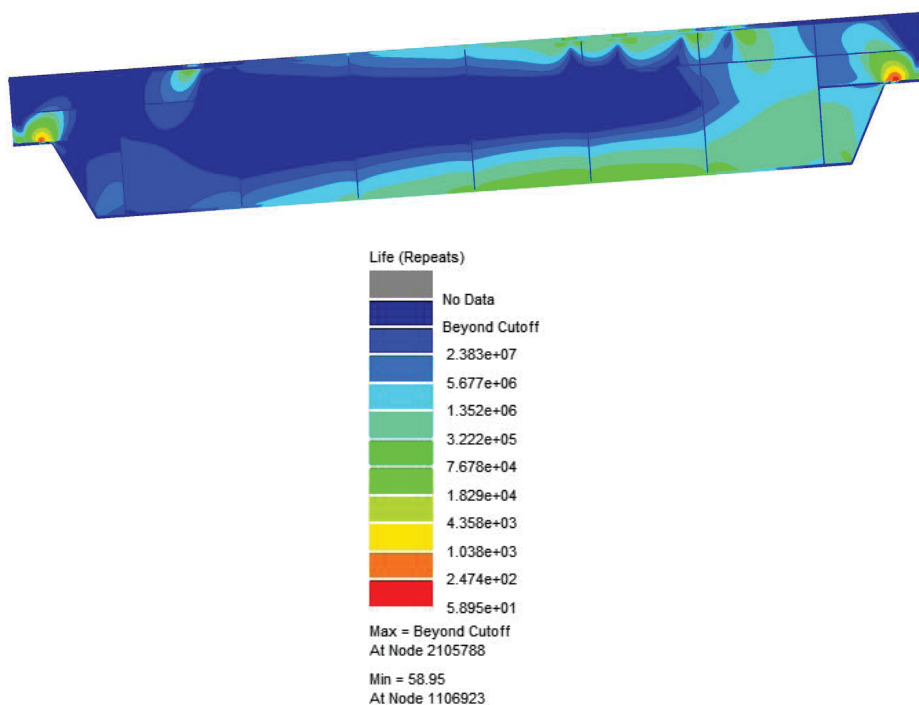 Life (Repeats)
No Data
Beyond Cutoff
2.383e+07
5.677e+06
1.352e+06
3.222e+05
7.678e+04
1.829e+04
4.358e+03
1.038e+03
2.474e+02
5.895e+01
Max = Beyond Cutoff
At Node 2105788
Min = 58.95
At Node 1106923